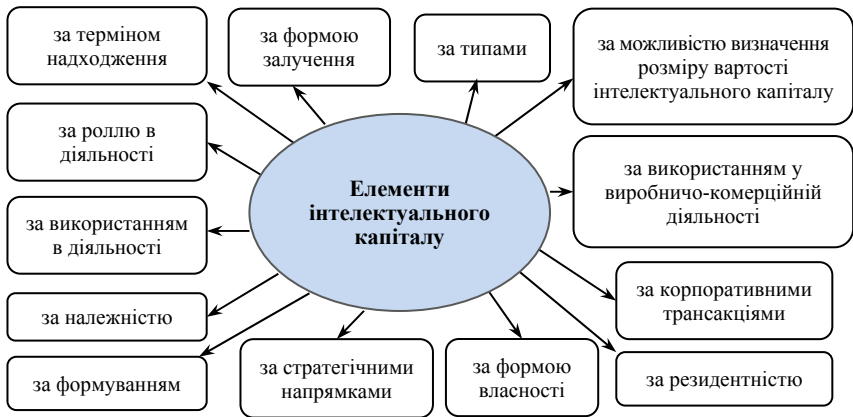 за терміном
надходження
за формою
залучення
за типами
за можливістю визначення
розміру вартості
інтелектуального капіталу
за роллю в
діяльності
за використанням у
виробничо-комерційній
діяльності
Елементи
інтелектуального
капіталу
за використанням
в діяльності
за належністю
за корпоративними
трансакціями
за формуванням
за стратегічними
напрямками
за формою
власності
за резидентністю